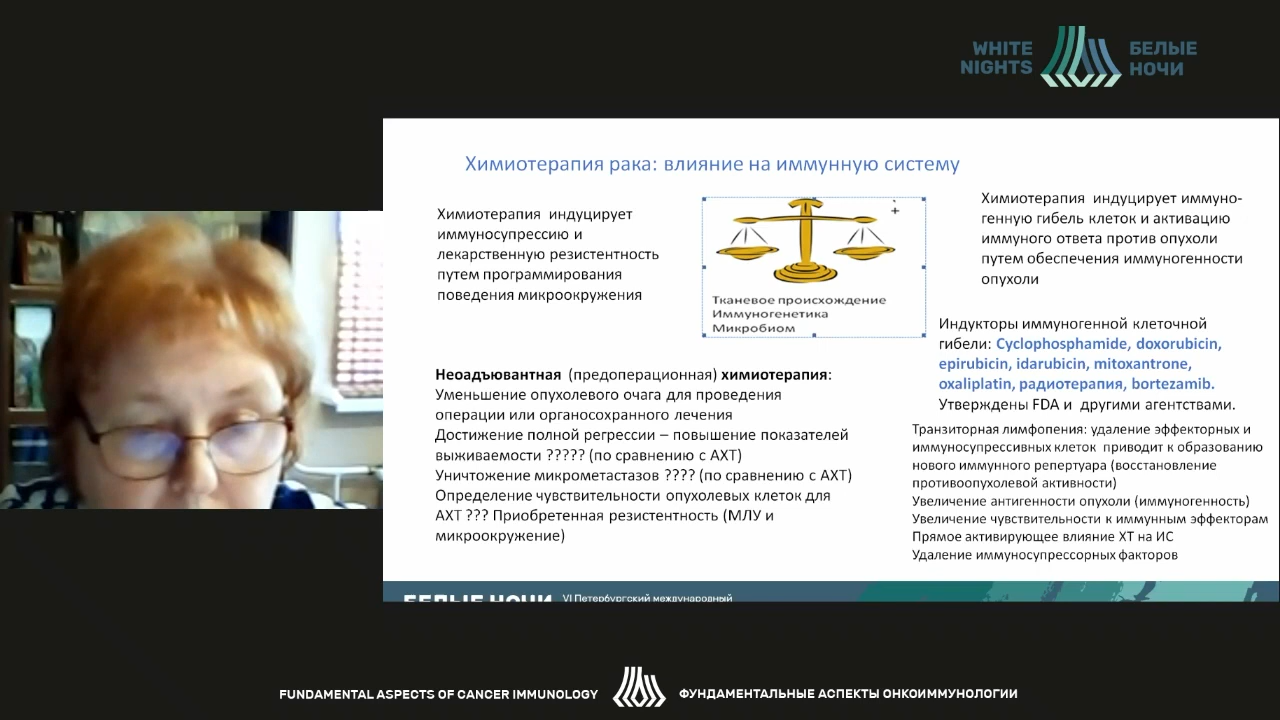 WHITE
NIGHTS
БЕЛЫЕ
НОЧИ
Химиотерапия рака: влияние на иммунную систему
Химиотерапия индуцирует
иммуносупрессию и
лекарственную резистентность
путем программирования
поведения микроокружения
Тканевое происхождение
Иммуногенетика
Микробиом
Химиотерапия индуцирует иммуно-
генную гибель клеток и активацию
иммуного ответа против опухоли
путем обеспечения иммуногенности
опухоли
Индукторы иммуногенной клеточной
гибели: Cyclophosphamide, doxorubicin,
epirubicin, idarubicin, mitoxantrone,
oxaliplatin, радиотерапия, bortezamib.
Утверждены FDA и другими агентствами.
Неоадъювантная (предоперационная) химиотерапия:
Уменьшение опухолевого очага для проведения
операции или органосохранного лечения
Достижение полной регрессии – повышение показателей
выживаемости ????? (по сравнению с АХТ)
Уничтожение микрометастазов ???? (по сравнению с АХТ)
Определение чувствительности опухолевых клеток для
АХТ ??? Приобретенная резистентность (МЛУ и
микроокружение)
Транзиторная лимфопения: удаление эффекторных и
иммуносупрессивных клеток приводит к образованию
нового иммунного репертуара (восстановление
противоопухолевой активности)
Увеличение антигенности опухоли (иммуногенность)
Увеличение чувствительности к иммунным эффекторам
Прямое активирующее влияние ХТ на ИС
Удаление иммуносупрессорных факторов
БЕЛЫЕ НОЧИ
VI Петербургский международный
FUNDAMENTAL ASPECTS OF CANCER IMMUNOLOGY
ФУНДАМЕНТАЛЬНЫЕ АСПЕКТЫ ОНКОИММУНОЛОГИИ